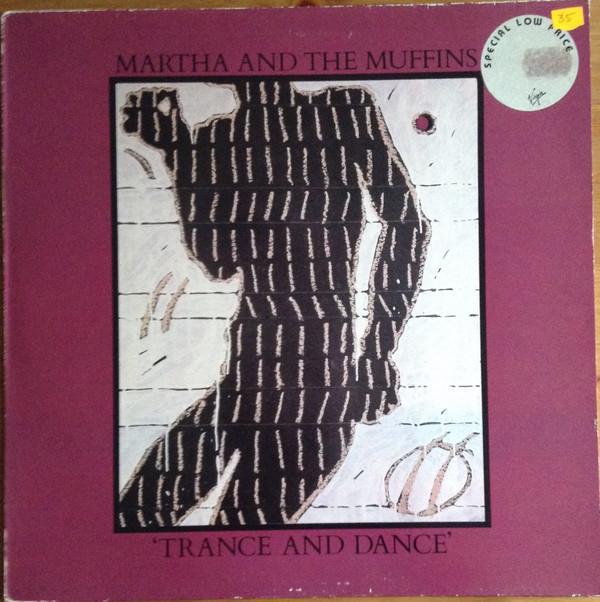 MARTHA AND THE MUFFINS
SPECIAL LOW PRICE
35
Virgin
'TRANCE AND DANCE'